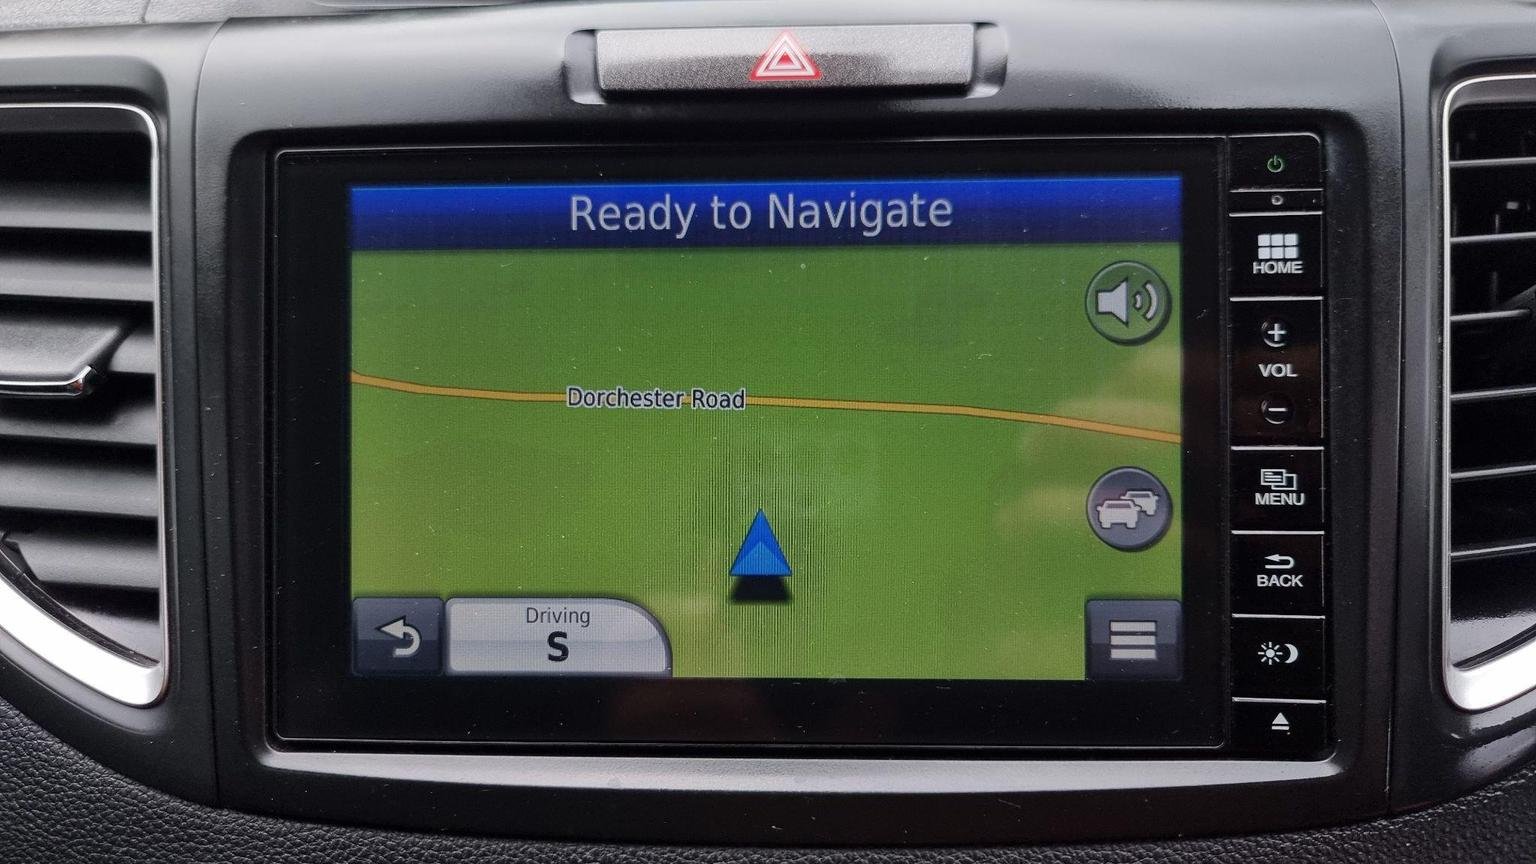 Ready to Navigate
HOME
+
VOL
−
Dorchester Road
MENU
BACK
Driving
S